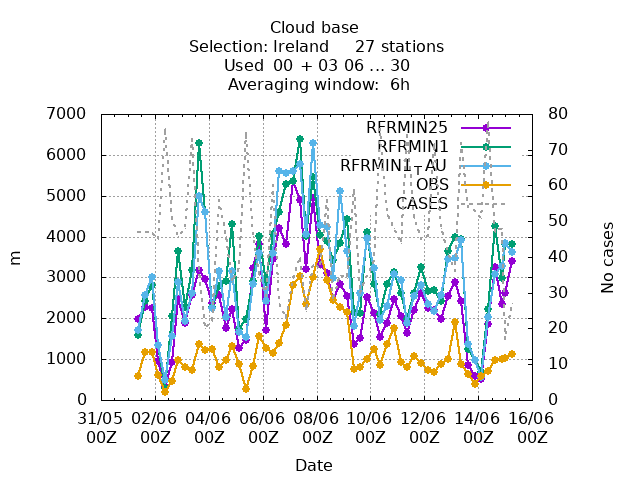 Cloud base
Selection: Ireland 27 stations
Used 00 + 03 06 ... 30
Averaging window: 6h
7000
6000
5000
4000
3000
2000
1000
0
m
80
70
60
50
40
30
20
10
0
No cases
RFRMIN25
RFRMIN1
RFRMIN1_AU
OBS
CASES
31/05 02/06 04/06 06/06 08/06 10/06 12/06 14/06 16/06
00Z 00Z 00Z 00Z 00Z 00Z 00Z 00Z 00Z
Date